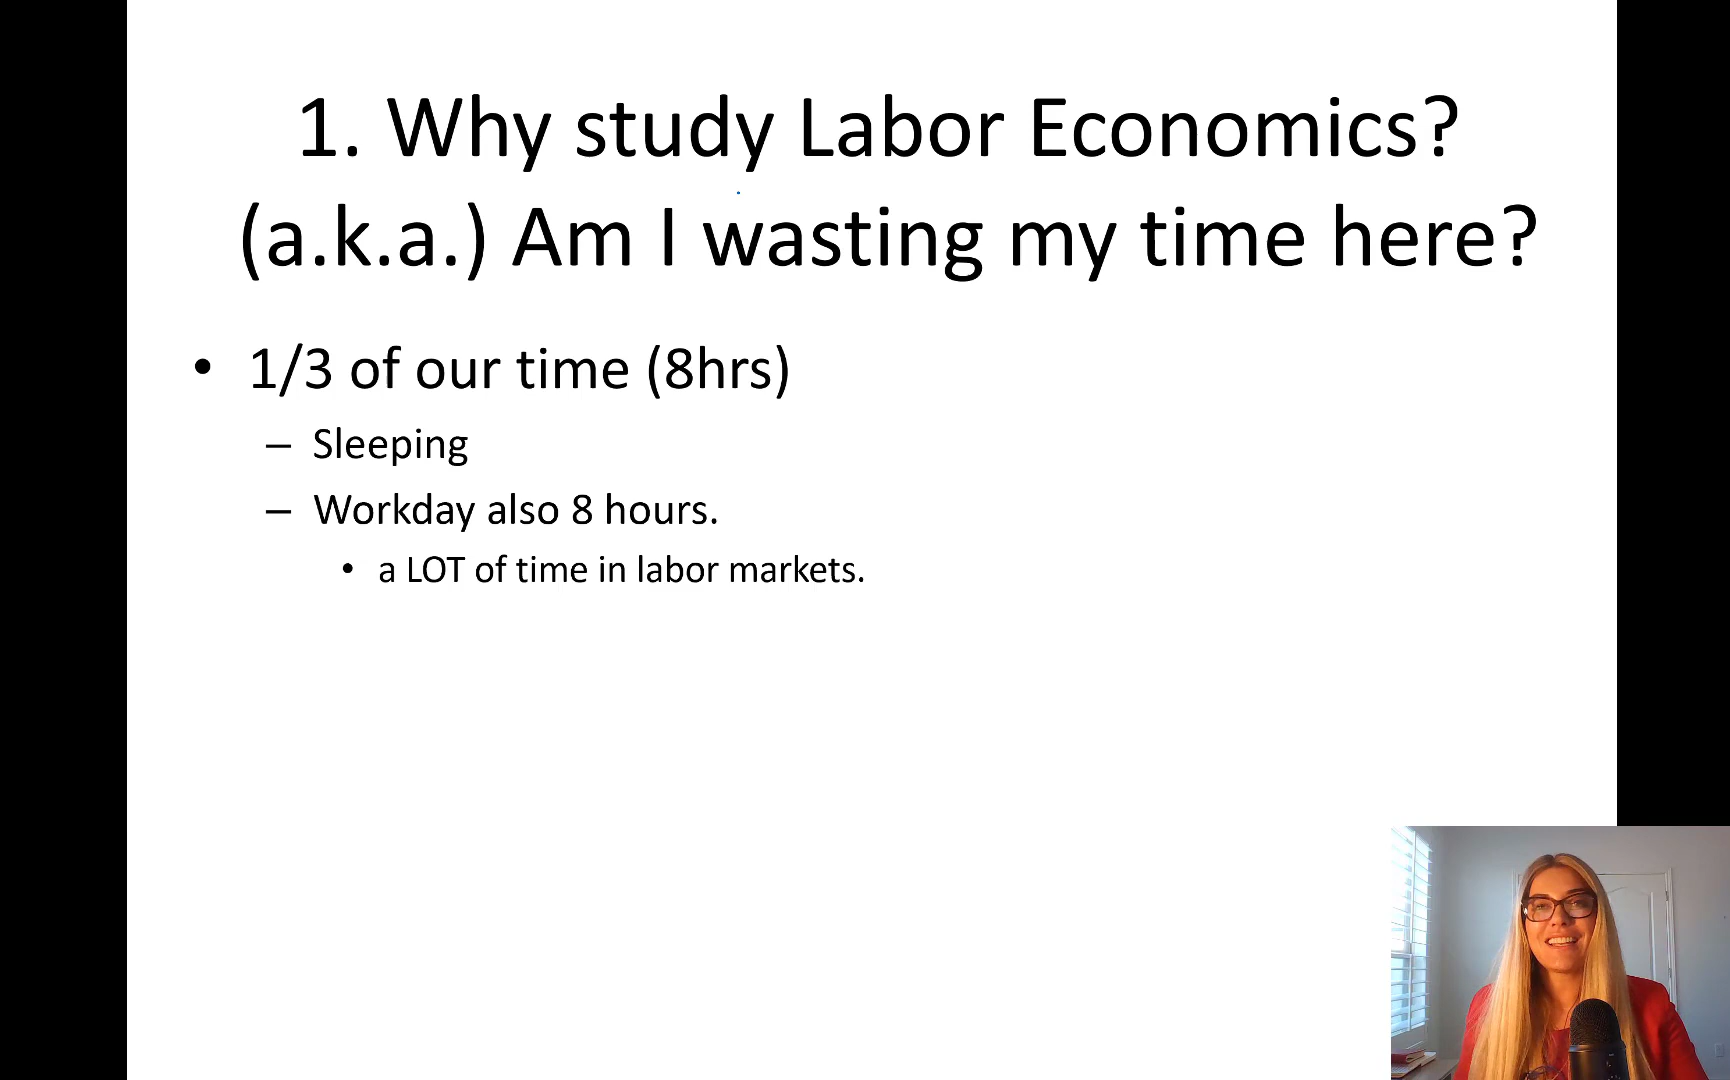 1. Why study Labor Economics?
(a.k.a.) Am I wasting my time here?
• 1/3 of our time (8hrs)
– Sleeping
– Workday also 8 hours.
• a LOT of time in labor markets.